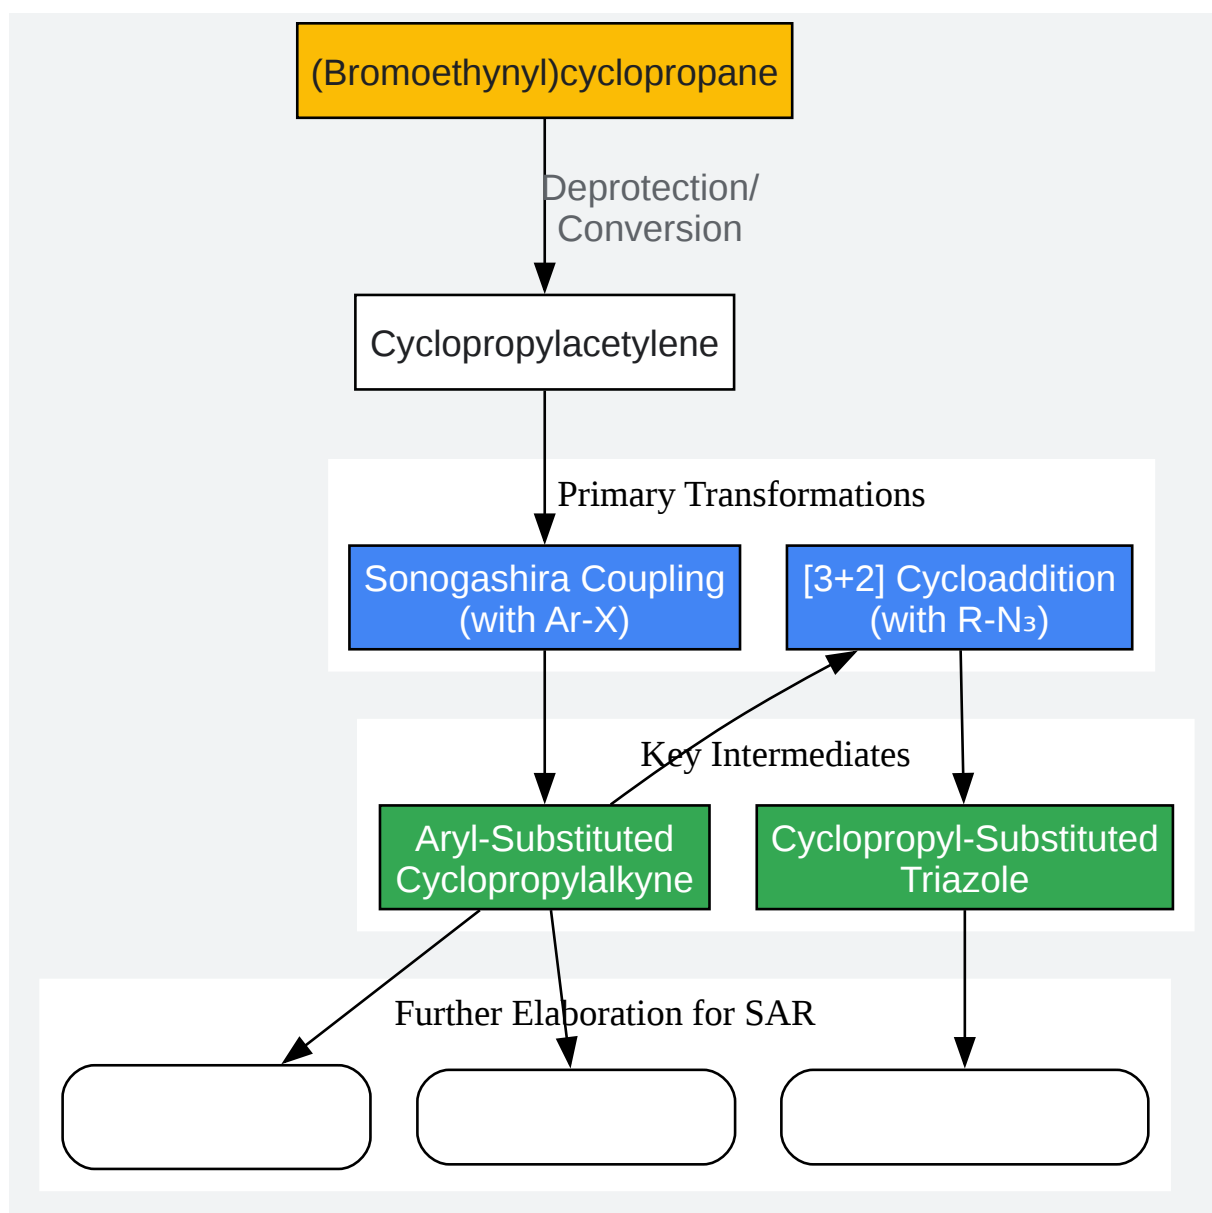 (Bromoethynyl)cyclopropane
Deprotection/
Conversion
Cyclopropylacetylene
Primary Transformations
Sonogashira Coupling
(with Ar-X)
[3+2] Cycloaddition
(with R-N₃)
Key Intermediates
Aryl-Substituted
Cyclopropylalkyne
Cyclopropyl-Substituted
Triazole
Further Elaboration for SAR